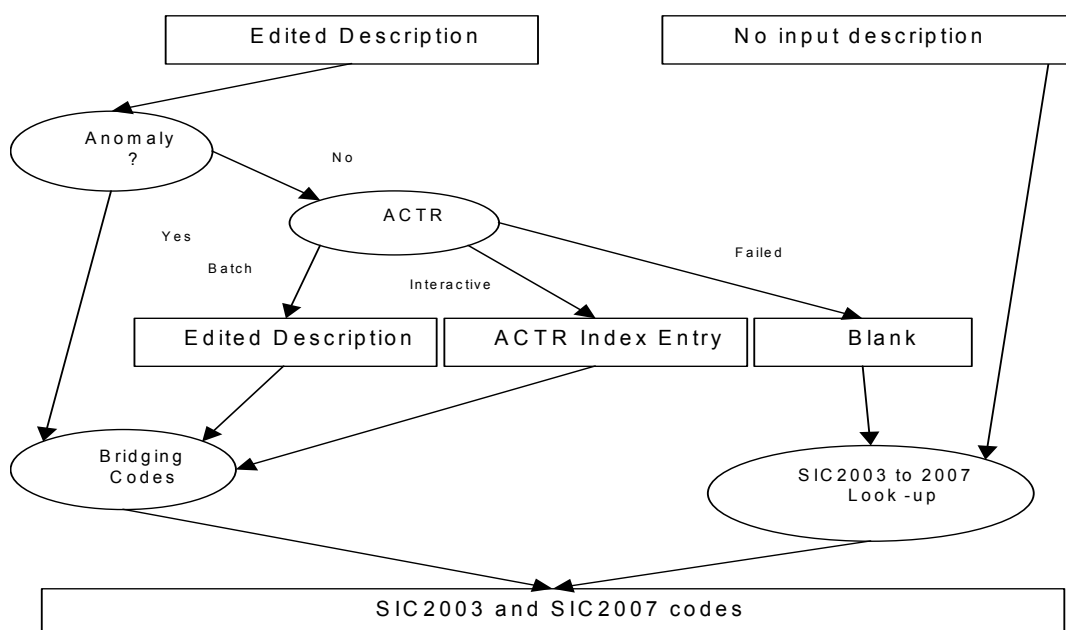 Edited Description
No input description
Anomaly
?
No
ACTR
Yes
Batch
Interactive
Failed
Edited Description
ACTR Index Entry
Blank
Bridging
Codes
SIC2003 to 2007
Look -up
SIC2003 and SIC2007 codes